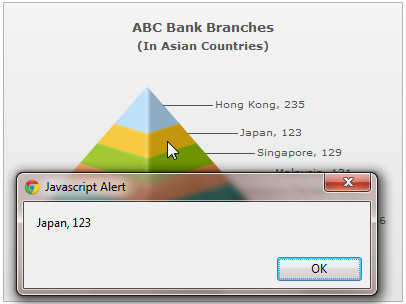 ABC Bank Branches
(In Asian Countries)
Hong Kong, 235
Japan, 123
Singapore, 129
Malaysia, 121
Javascript Alert
Japan, 123
OK